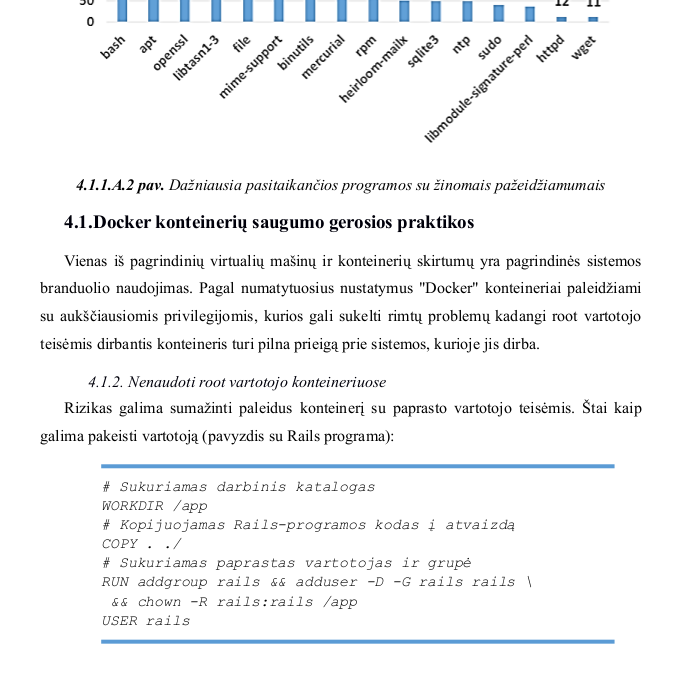 50
12 11
0
bash apt openssl libtasn1-3 file mime-support binutils mercurial rpm heirloom-mailx sqlite3 ntp sudo libmodule-signature-perl httpd wget
4.1.1.A.2 pav. Dažniausia pasitaikančios programos su žinomais pažeidžiamumais
4.1.Docker konteinerių saugumo gerosios praktikos
Vienas iš pagrindinių virtualių mašinų ir konteinerių skirtumų yra pagrindinės sistemos
branduolio naudojimas. Pagal numatytuosius nustatymus "Docker" konteineriai paleidžiami
su aukščiausiomis privilegijomis, kurios gali sukelti rimtų problemų kadangi root vartotojo
teisėmis dirbantis konteineris turi pilna prieigą prie sistemos, kurioje jis dirba.
4.1.2. Nenaudoti root vartotojo konteineriuose
Rizikas galima sumažinti paleidus konteinerį su paprasto vartotojo teisėmis. Štai kaip
galima pakeisti vartotoją (pavyzdis su Rails programa):
# Sukuriamas darbinis katalogas
WORKDIR /app
# Kopijuojamas Rails-programos kodas į atvaizdą
COPY . ./
# Sukuriamas paprastas vartotojas ir grupė
RUN addgroup rails && adduser -D -G rails rails \
&& chown -R rails:rails /app
USER rails